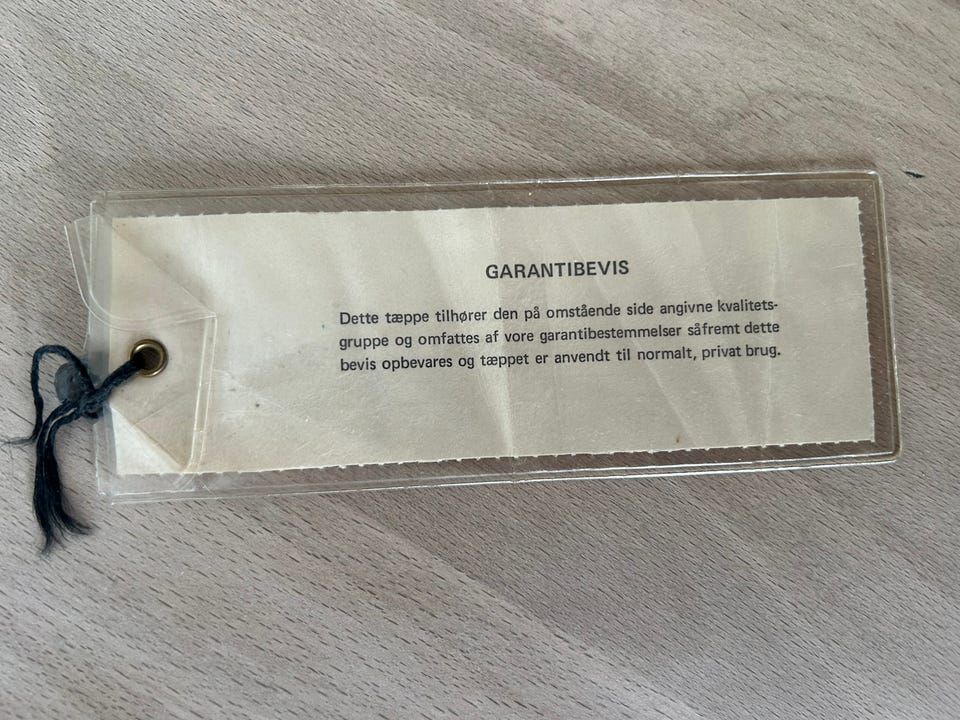 GARANTIBEVIS
Dette tæppe tilhører den på omstående side angivne kvalitets-
gruppe og omfattes af vore garantibestemmelser såfremt dette
bevis opbevares og tæppet er anvendt til normalt, privat brug.